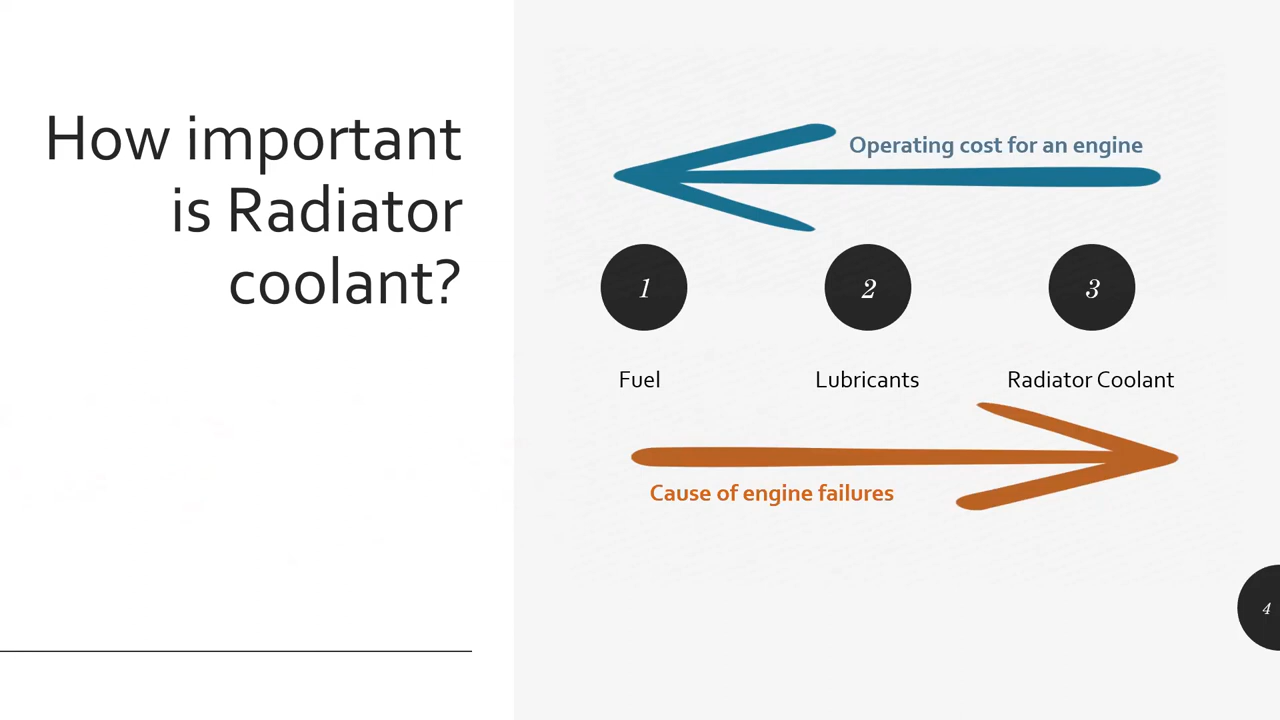 How important
is Radiator
coolant?
Operating cost for an engine
1
2
3
Fuel
Lubricants
Radiator Coolant
Cause of engine failures
4